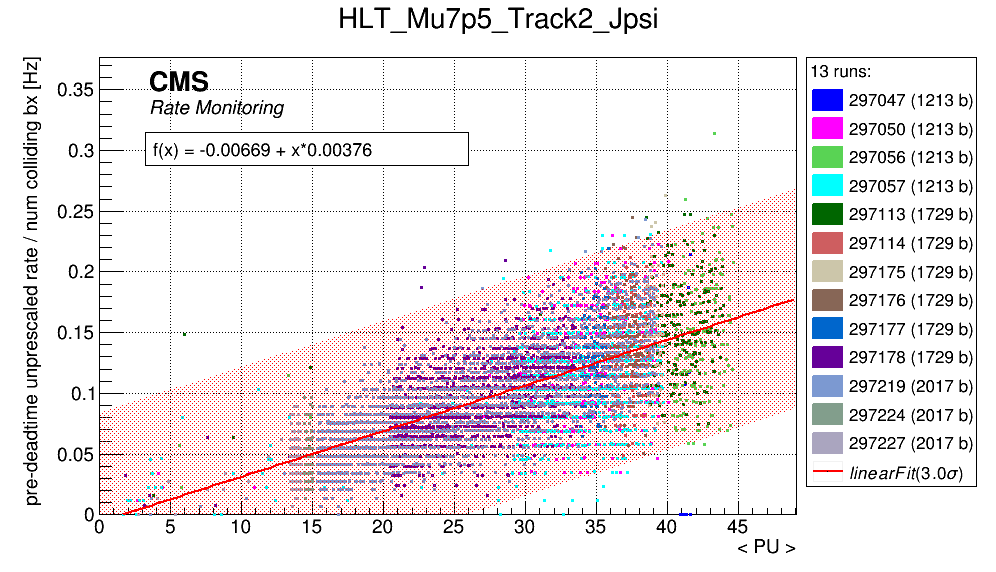 HLT_Mu7p5_Track2_Jpsi
pre-deadtime unprescaled rate / num colliding bx [Hz]
CMS
Rate Monitoring
f(x) = -0.00669 + x*0.00376
0.35
0.3
0.25
0.2
0.15
0.1
0.05
0
0 5 10 15 20 25 30 35 40 45
< PU >
13 runs:
297047 (1213 b)
297050 (1213 b)
297056 (1213 b)
297057 (1213 b)
297113 (1729 b)
297114 (1729 b)
297175 (1729 b)
297176 (1729 b)
297177 (1729 b)
297178 (1729 b)
297219 (2017 b)
297224 (2017 b)
297227 (2017 b)
linearFit(3.0σ)